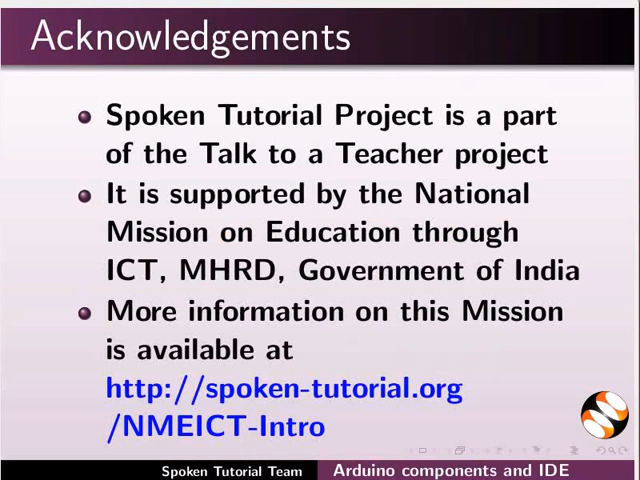 Acknowledgements
Spoken Tutorial Project is a part
of the Talk to a Teacher project
It is supported by the National
Mission on Education through
ICT, MHRD, Government of India
More information on this Mission
is available at
http://spoken-tutorial.org
/NMEICT-Intro
Spoken Tutorial Team
Arduino components and IDE